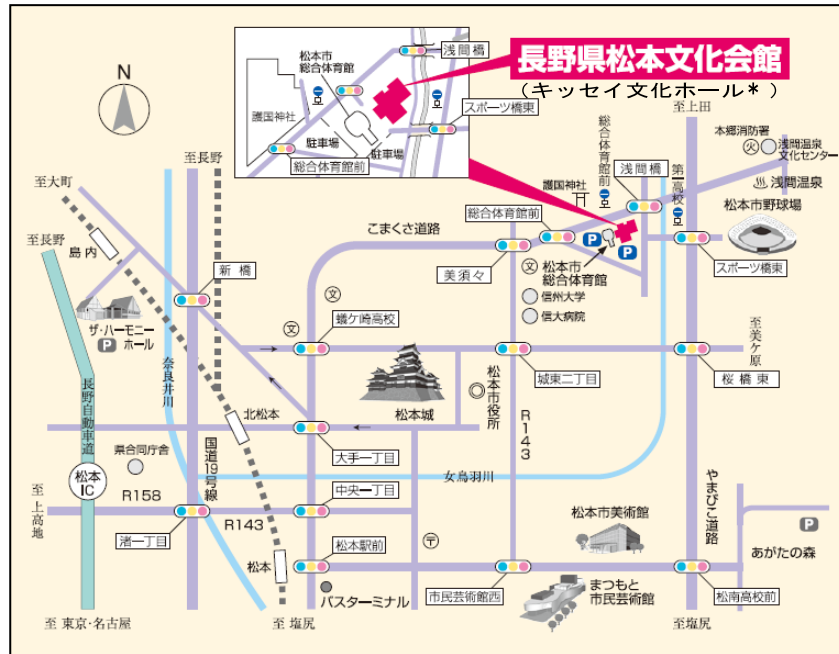 長野県松本文化会館
(キッセイ文化ホール*)
N
松本市
総合体育館
浅間橋
護国神社
スポーツ橋東
駐車場
駐車場
総合体育館前
至上田
本郷消防署
火
浅間温泉
文化センター
浅間温泉
総合体育館前
第一高校
浅間橋
護国神社
松本市野球場
至長野
至大町
至長野
こまくさ道路
総合体育館前
P
P
島内
美須々
文
松本市
総合体育館
スポーツ橋東
新橋
信州大学
信大病院
文
文
蟻ケ崎高校
ザ・ハーモニー
ホール
P
至美ヶ原
奈良井川
城東二丁目
桜橋東
松本市役所
松本城
北松本
R143
長野自動車道
大手一丁目
県合同庁舎
国道19号線
女鳥羽川
やまびこ道路
松本
IC
中央一丁目
至上高地
R158
R143
松本市美術館
渚一丁目
P
〒
松本駅前
あがたの森
松本
市民芸術館西
まつもと
市民芸術館
松南高校前
バスターミナル
至 東京・名古屋
至 塩尻
至塩尻